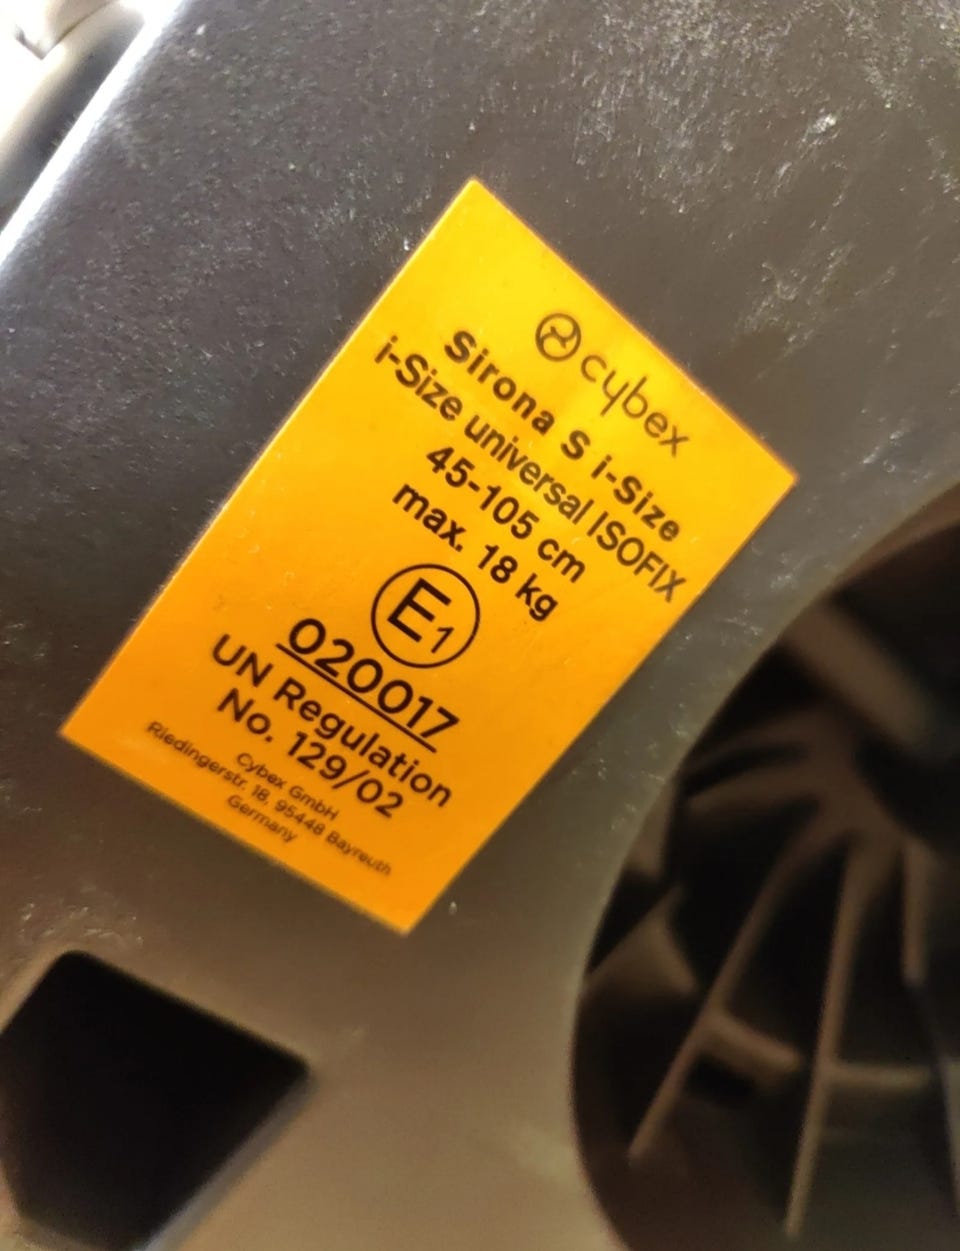 cybex
Sirona S i-Size
i-Size universal ISOFIX
45-105 cm
max. 18 kg
E1
020017
UN Regulation
No. 129/02
Cybex GmbH
Riedingerstr. 18, 95448 Bayreuth
Germany